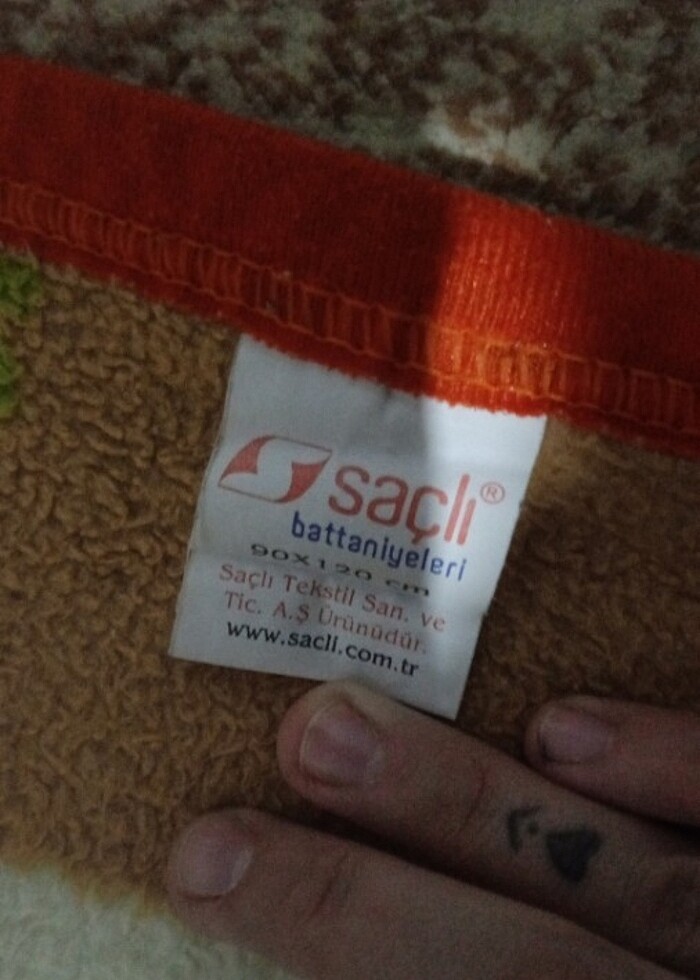 saçlı®
battaniyeleri
90x120 cm
Saçlı Tekstil San. ve
Tic. A.Ş Ürünüdür.
www.sacli.com.tr